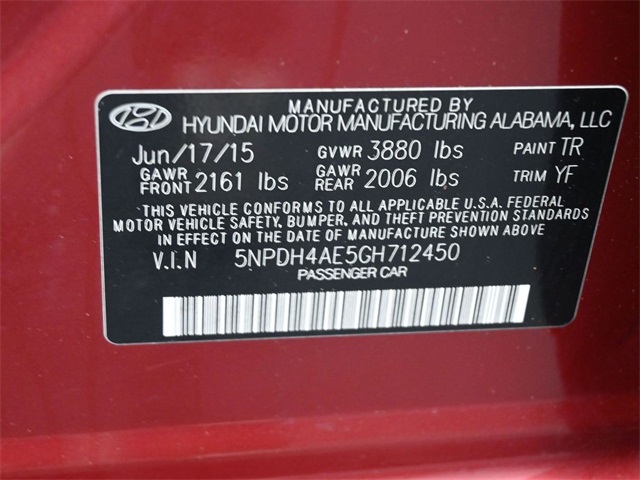 MANUFACTURED BY
HYUNDAI MOTOR MANUFACTURING ALABAMA, LLC
Jun/17/15 GVWR 3880 lbs PAINT TR
GAWR FRONT 2161 lbs GAWR REAR 2006 lbs TRIM YF
THIS VEHICLE CONFORMS TO ALL APPLICABLE U.S.A. FEDERAL
MOTOR VEHICLE SAFETY, BUMPER, AND THEFT PREVENTION STANDARDS
IN EFFECT ON THE DATE OF MANUFACTURE SHOWN ABOVE
V.I.N 5NPDH4AE5GH712450
PASSENGER CAR